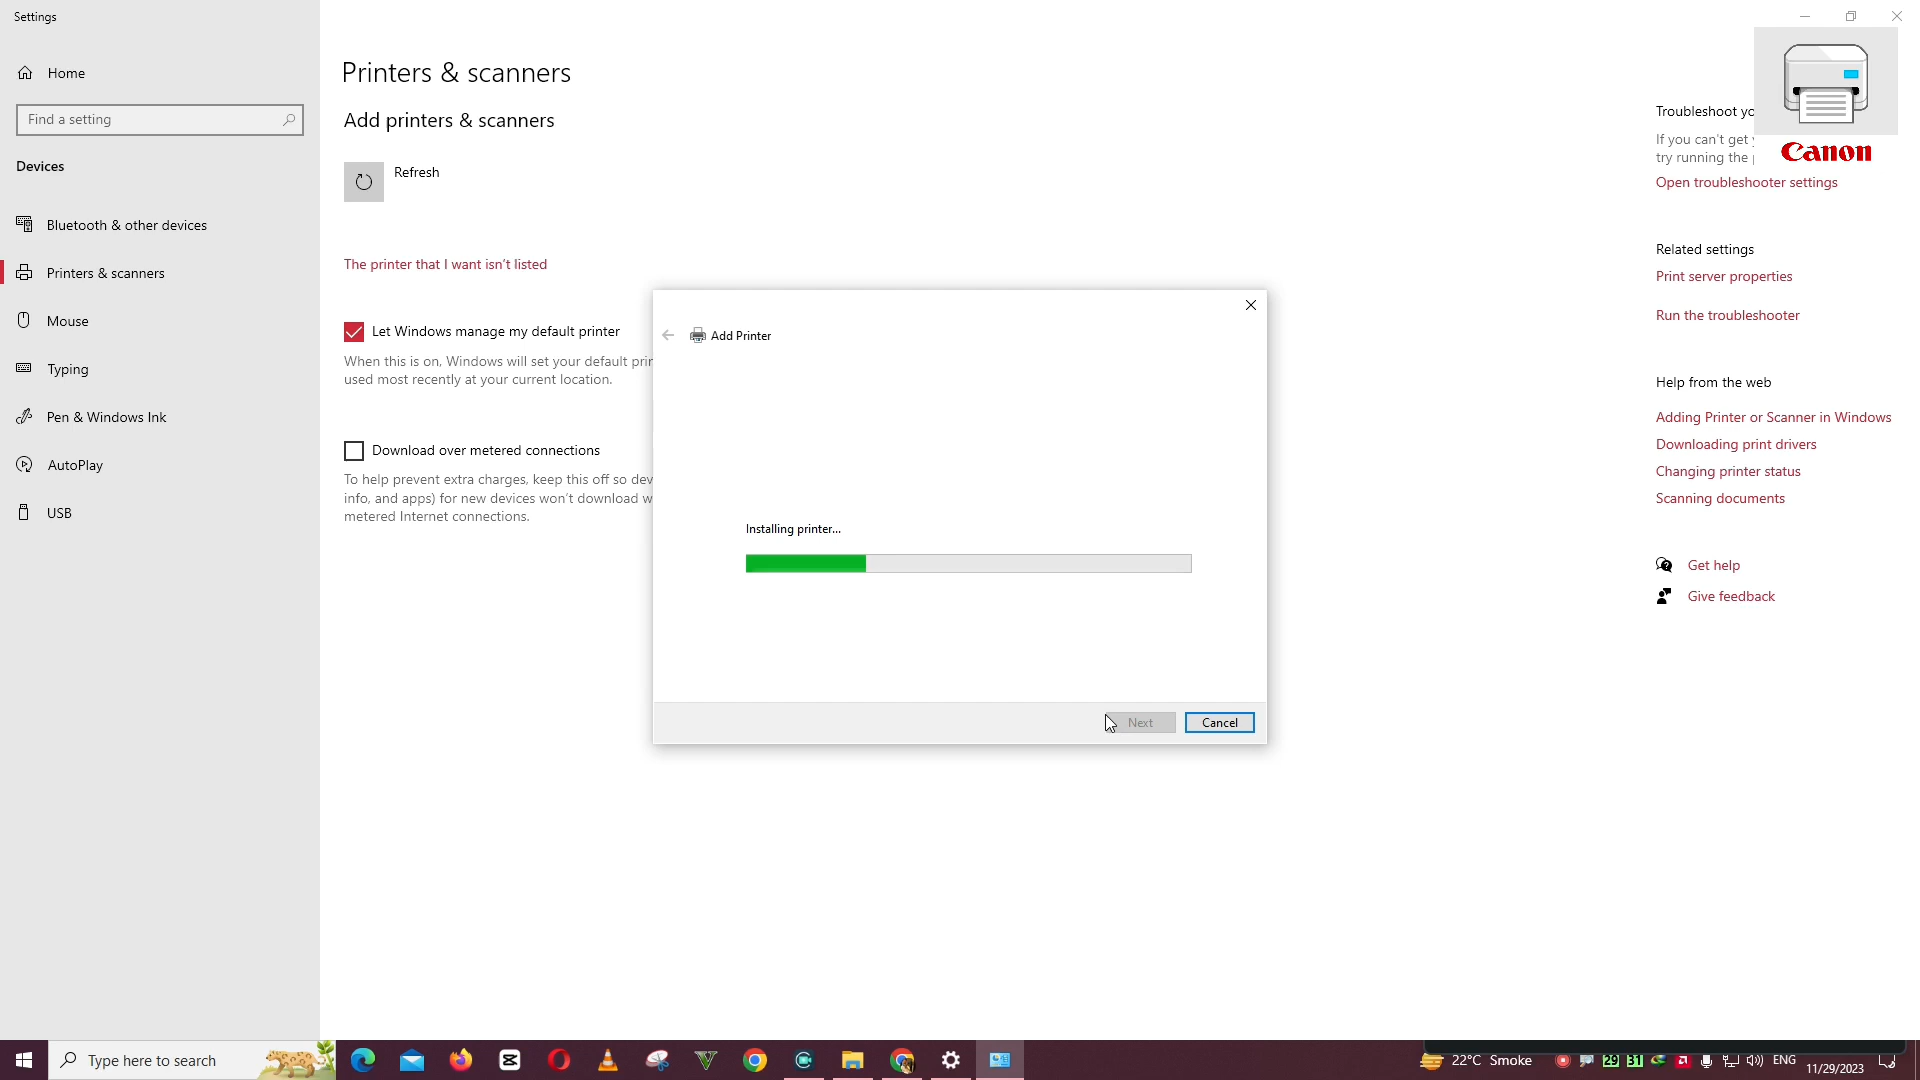 Settings
Home
Find a setting
Devices
Bluetooth & other devices
Printers & scanners
Mouse
Typing
Pen & Windows Ink
AutoPlay
USB
Printers & scanners
Add printers & scanners
Refresh
The printer that I want isn't listed
Let Windows manage my default printer
When this is on, Windows will set your default
used most recently at your current location.
Download over metered connections
To help prevent extra charges, keep this off so
info, and apps) for new devices won't download
metered Internet connections.
Add Printer
Installing printer...
Next
Cancel
Canon
Troubleshoot
If you can't get
try running the
Open troubleshooter settings
Related settings
Print server properties
Run the troubleshooter
Help from the web
Adding Printer or Scanner in Windows
Downloading print drivers
Changing printer status
Scanning documents
Get help
Give feedback
Type here to search
22°C Smoke
29
31
ENG
11/29/2023